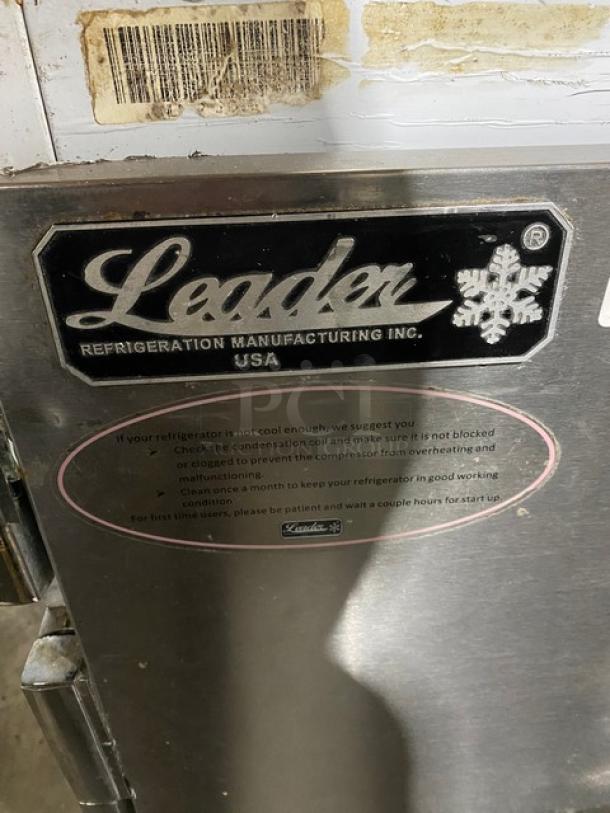 Leader
®
REFRIGERATION MANUFACTURING INC.
USA
PCI
If your refrigerator is not cool enough, we suggest you
➤ Check the condensation coil and make sure it is not blocked
or clogged to prevent the compressor from overheating and
malfunctioning.
➤ Clean once a month to keep your refrigerator in good working
condition
For first time users, please be patient and wait a couple hours for start up
Leader